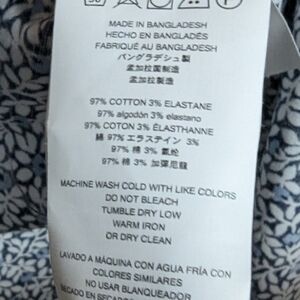 MADE IN BANGLADESH
HECHO EN BANGLADÉS
FABRIQUÉ AU BANGLADESH
バングラデシュ製
孟加拉国制造
孟加拉製造
97% COTTON 3% ELASTANE
97% algodón 3% elastano
97% COTON 3% ÉLASTHANNE
綿 97% エラステイン 3%
97% 棉 3% 氨纶
97% 棉 3% 加彈尼龍
MACHINE WASH COLD WITH LIKE COLORS
DO NOT BLEACH
TUMBLE DRY LOW
WARM IRON
OR DRY CLEAN
LAVADO A MÁQUINA CON AGUA FRÍA CON
COLORES SIMILARES
NO USAR BLANQUEADOR